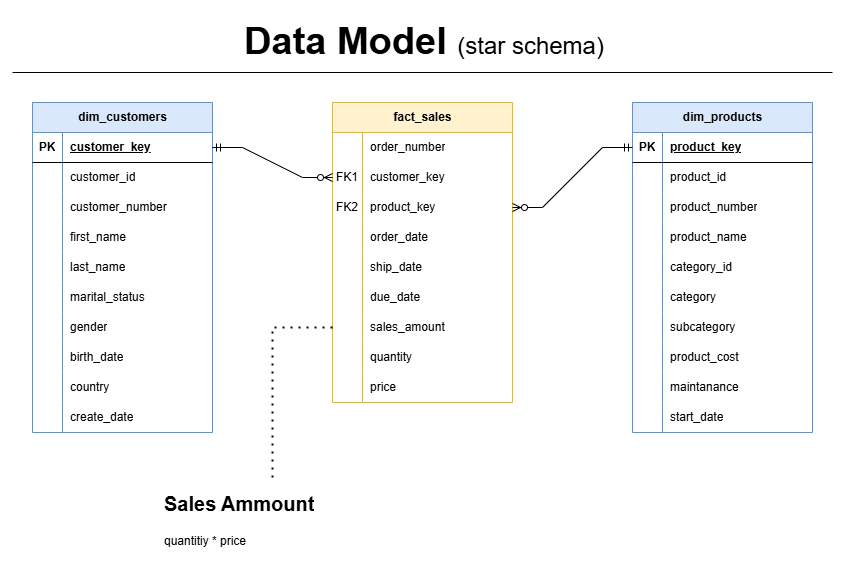 Data Model (star schema)
dim_customers
PK customer_key
customer_id
customer_number
first_name
last_name
marital_status
gender
birth_date
country
create_date
fact_sales
order_number
FK1 customer_key
FK2 product_key
order_date
ship_date
due_date
sales_amount
quantity
price
dim_products
PK product_key
product_id
product_number
product_name
category_id
category
subcategory
product_cost
maintanance
start_date
Sales Ammount
quantitiy * price